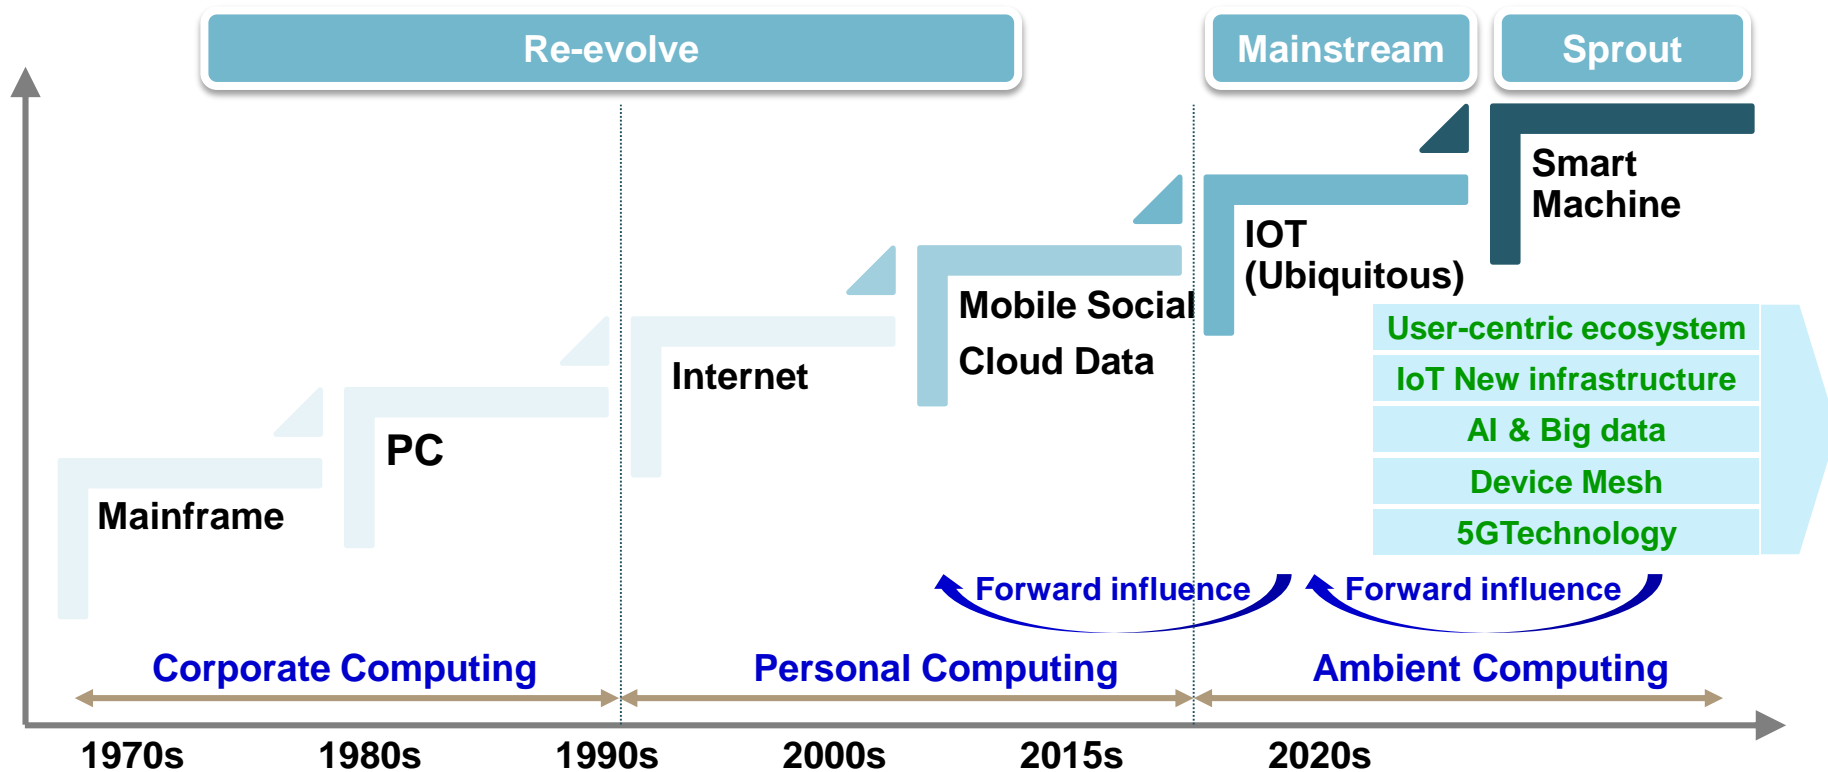 Re-evolve
Mainstream
Sprout
Smart
Machine
IOT
(Ubiquitous)
Mobile Social
Cloud Data
Internet
PC
Mainframe
User-centric ecosystem
IoT New infrastructure
AI & Big data
Device Mesh
5GTechnology
Forward influence
Forward influence
Corporate Computing
Personal Computing
Ambient Computing
1970s
1980s
1990s
2000s
2015s
2020s